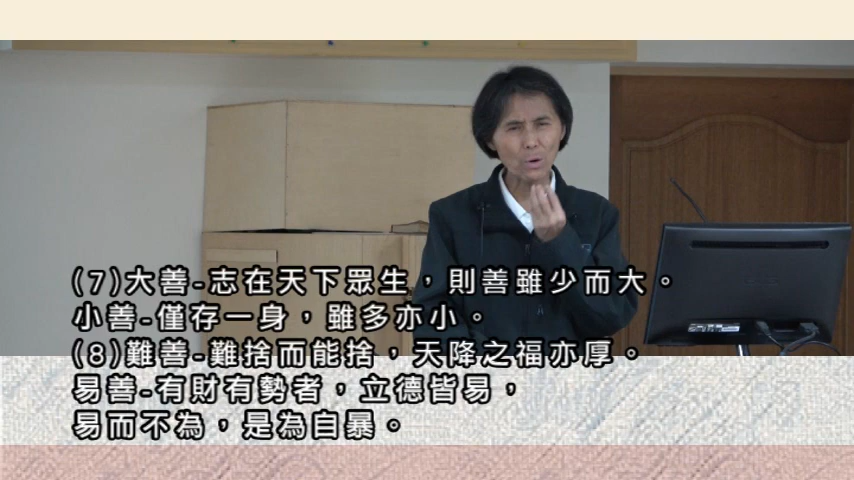 (7)大善-志在天下眾生，則善雖少而大。
小善-僅存一身，雖多亦小。
(8)難善-難捨而能捨，天降之福亦厚。
易善-有財有勢者，立德皆易，
易而不為，是為自暴。